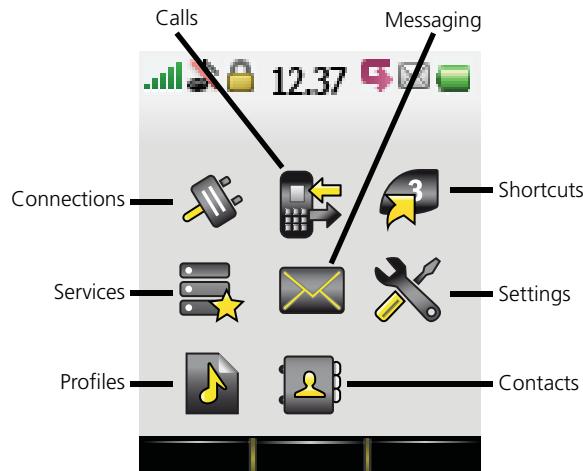 Calls
Messaging
12.37
Connections
3
Shortcuts
Services
Settings
Profiles
Contacts